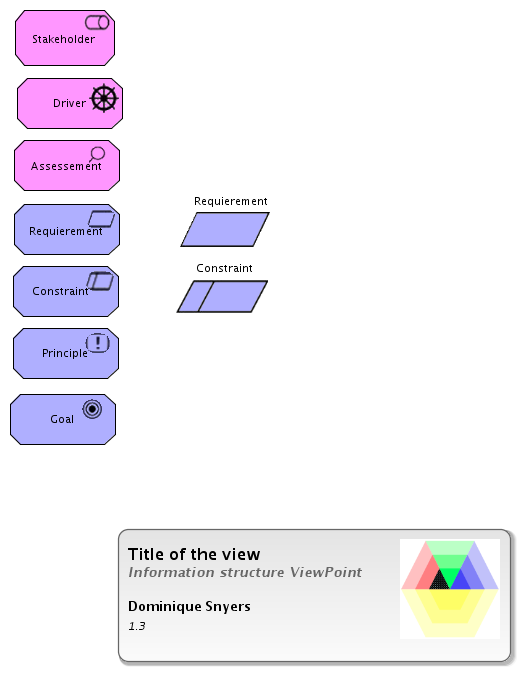 Stakeholder
Driver
Assessement
Requierement
Requierement
Constraint
Constraint
Principle
Goal
Title of the view
Information structure ViewPoint
Dominique Snyers
1.3